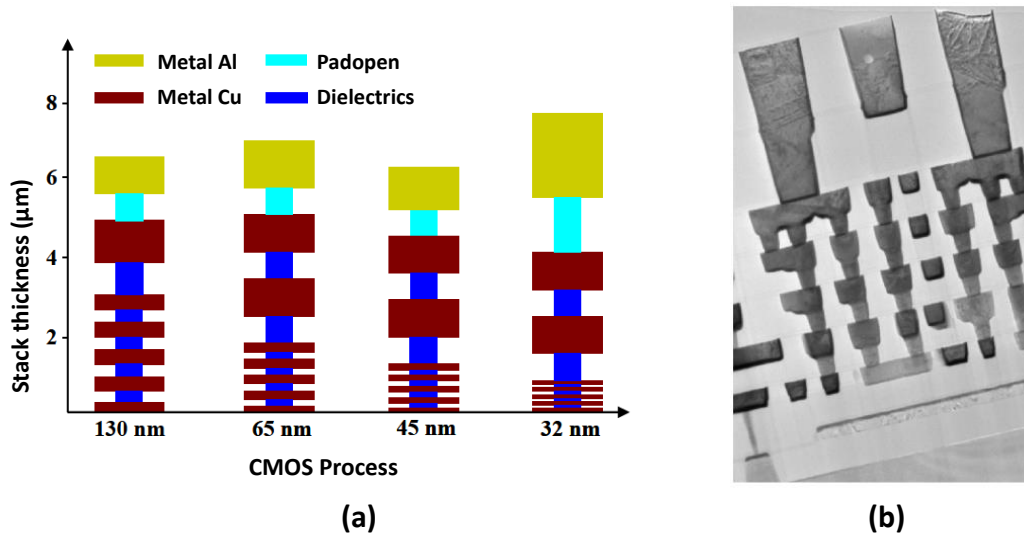 Metal Al
Padopen
Metal Cu
Dielectrics
Stack thickness (μm)
8
6
4
2
130 nm
65 nm
45 nm
32 nm
CMOS Process
(a)
(b)